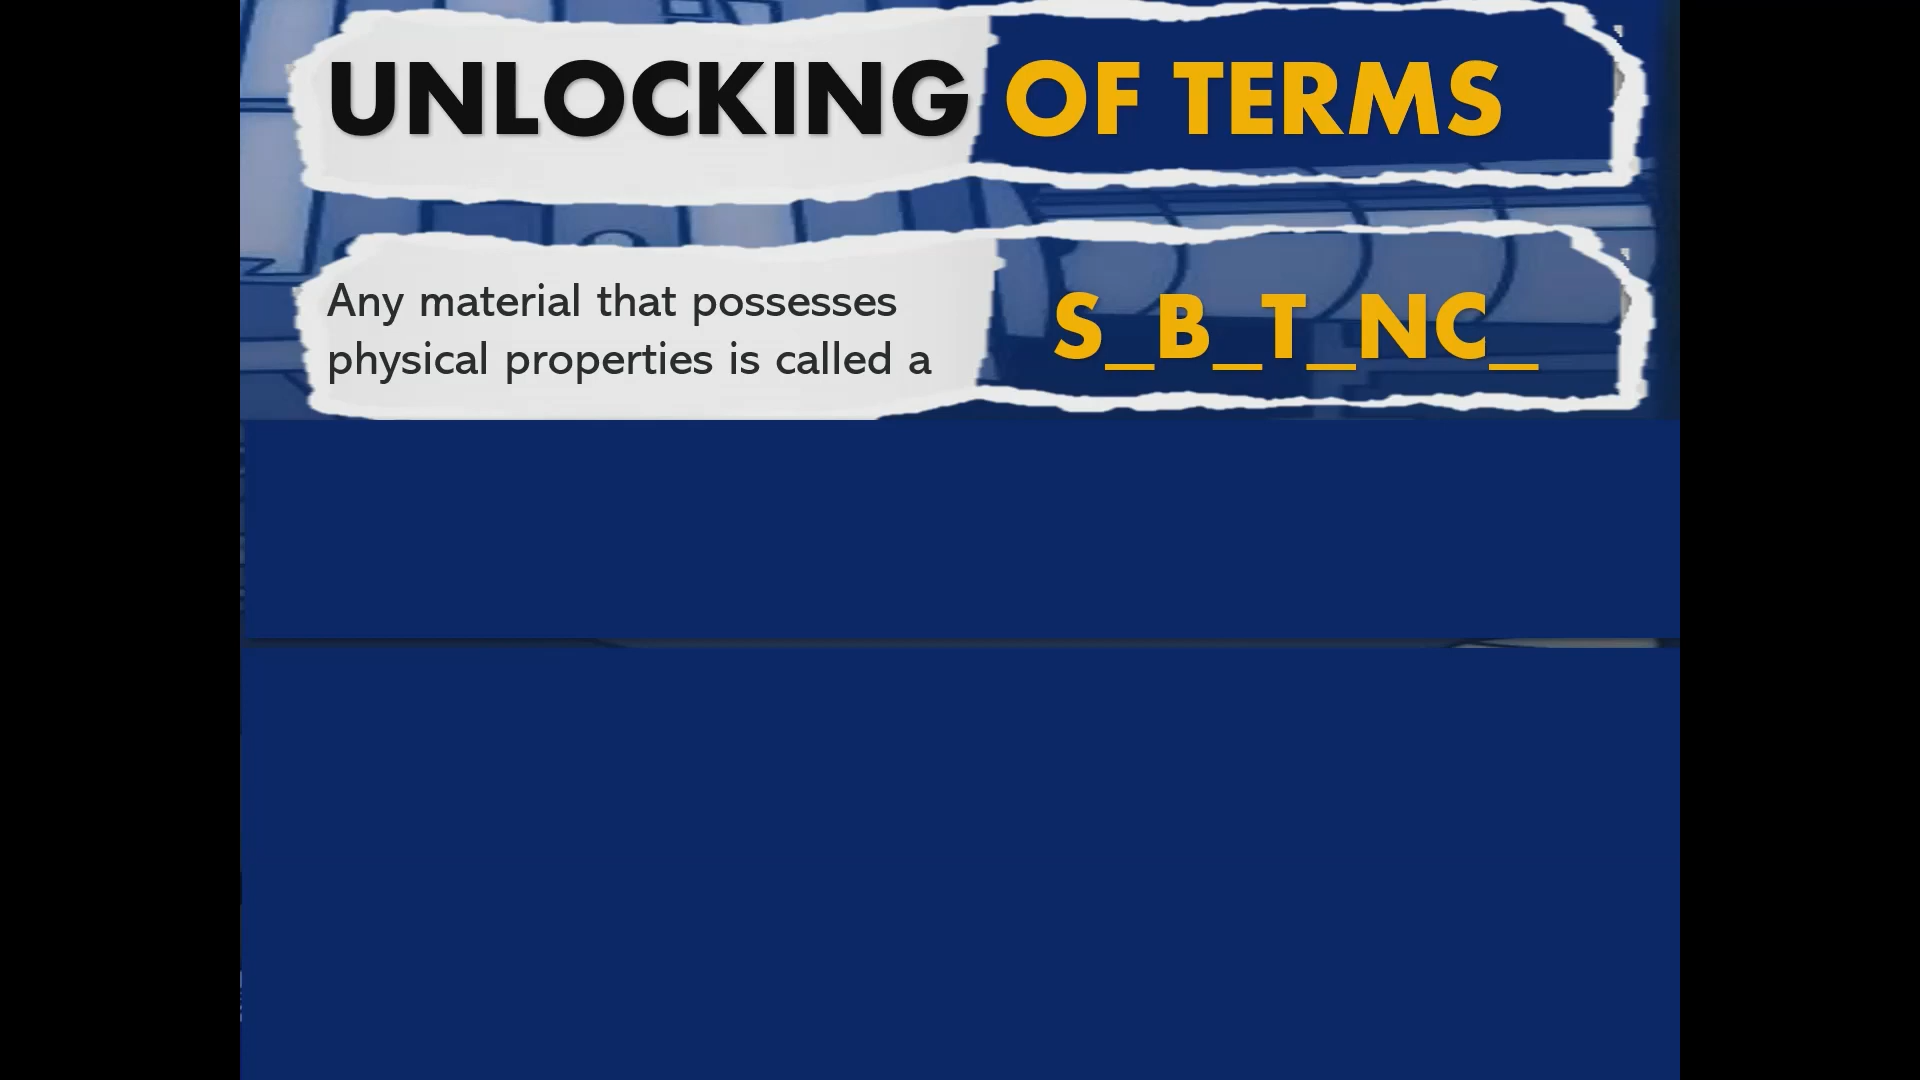 UNLOCKING OF TERMS
Any material that possesses
physical properties is called a
S_B_T_NC_